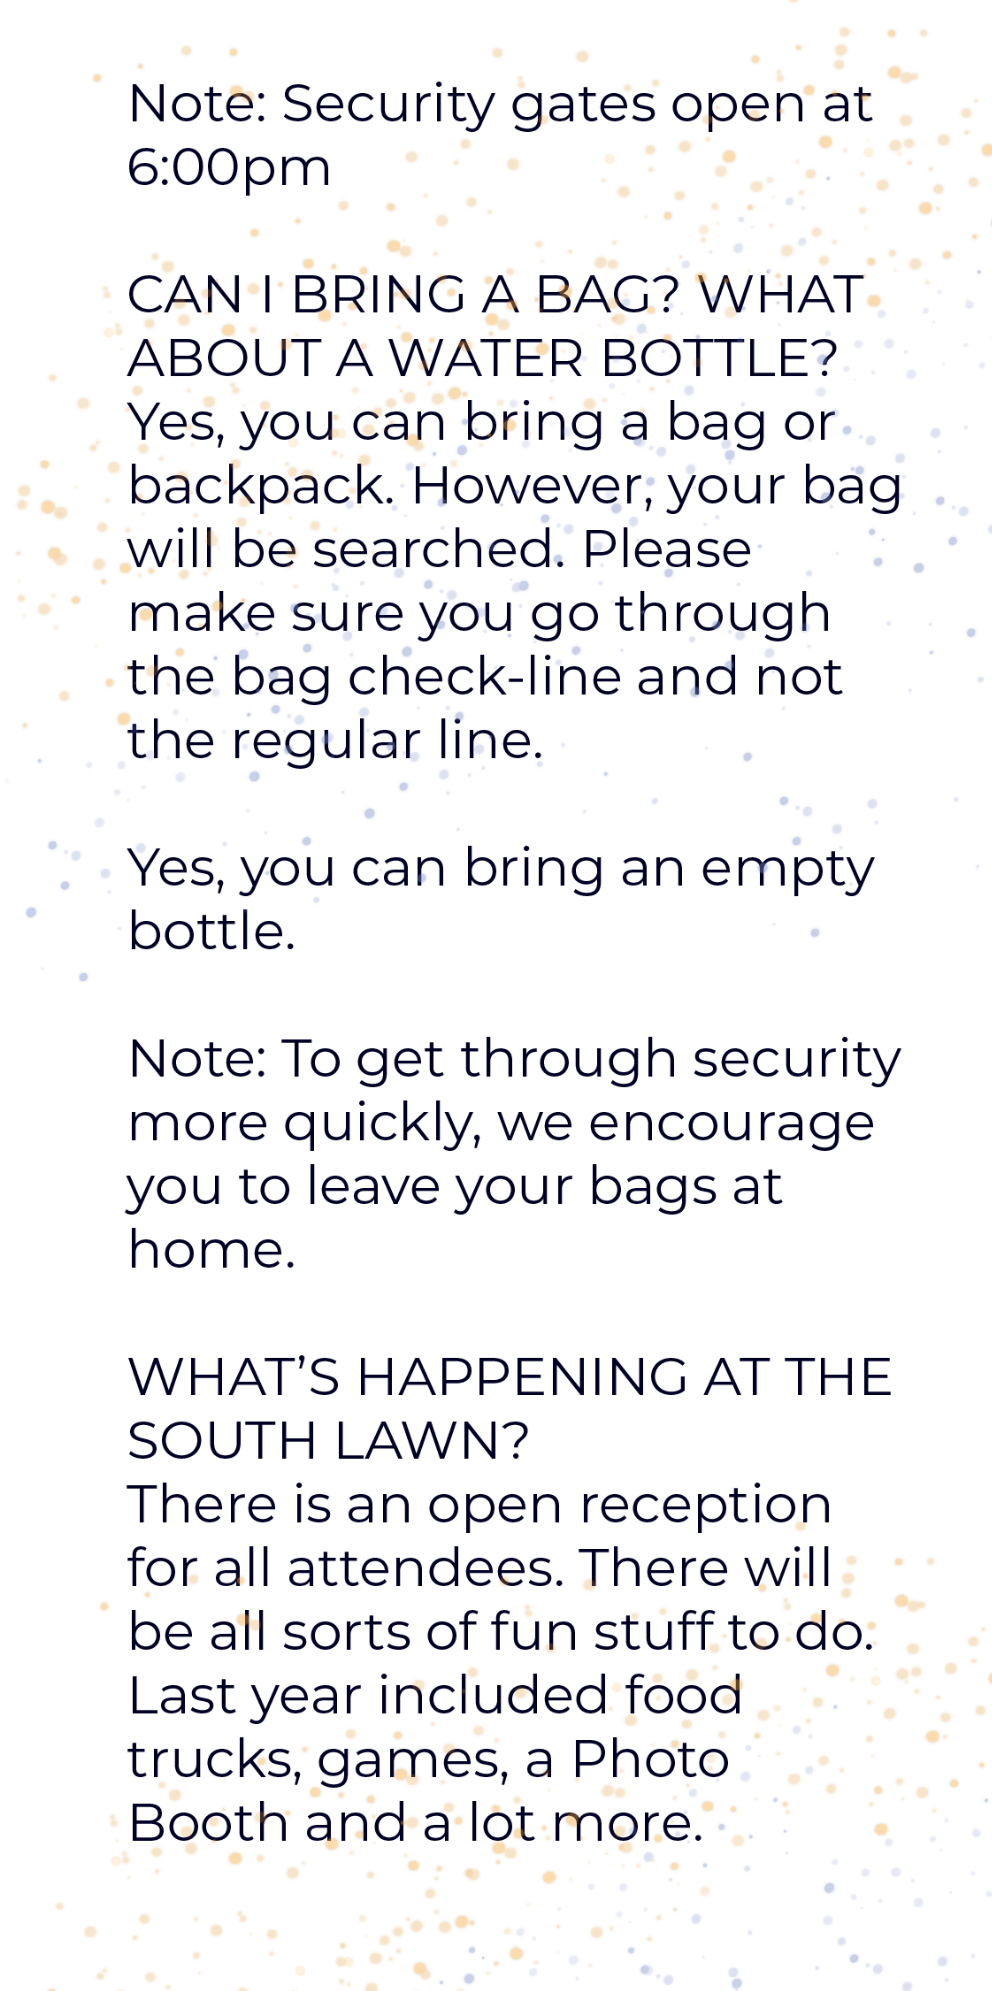 Note: Security gates open at
6:00pm
CAN I BRING A BAG? WHAT
ABOUT A WATER BOTTLE?
Yes, you can bring a bag or
backpack. However, your bag
will be searched. Please
make sure you go through
the bag check-line and not
the regular line.
Yes, you can bring an empty
bottle.
Note: To get through security
more quickly, we encourage
you to leave your bags at
home.
WHAT’S HAPPENING AT THE
SOUTH LAWN?
There is an open reception
for all attendees. There will
be all sorts of fun stuff to do.
Last year included food
trucks, games, a Photo
Booth and a lot more.